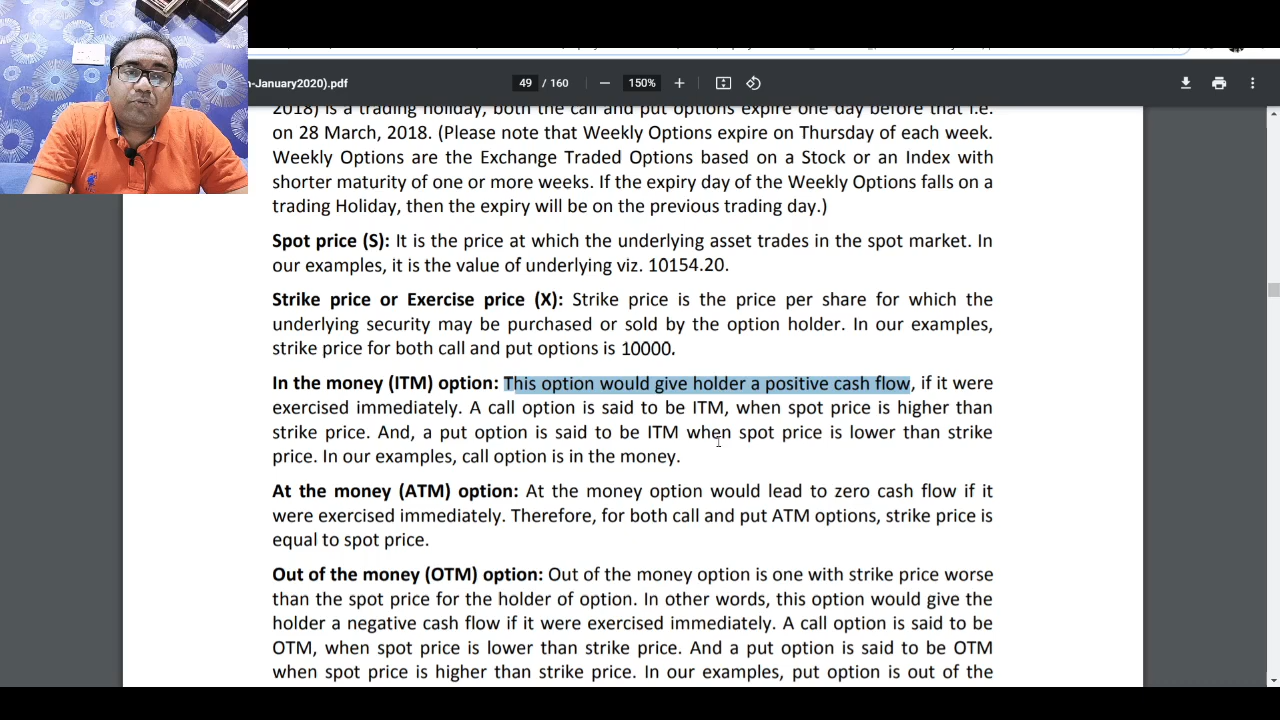 n-January2020).pdf
49 / 160
150%
2018) is a trading holiday, both the call and put options expire one day before that i.e.
on 28 March, 2018. (Please note that Weekly Options expire on Thursday of each week.
Weekly Options are the Exchange Traded Options based on a Stock or an Index with
shorter maturity of one or more weeks. If the expiry day of the Weekly Options falls on a
trading Holiday, then the expiry will be on the previous trading day.)
Spot price (S): It is the price at which the underlying asset trades in the spot market. In
our examples, it is the value of underlying viz. 10154.20.
Strike price or Exercise price (X): Strike price is the price per share for which the
underlying security may be purchased or sold by the option holder. In our examples,
strike price for both call and put options is 10000.
In the money (ITM) option: This option would give holder a positive cash flow, if it were
exercised immediately. A call option is said to be ITM, when spot price is higher than
strike price. And, a put option is said to be ITM when spot price is lower than strike
price. In our examples, call option is in the money.
At the money (ATM) option: At the money option would lead to zero cash flow if it
were exercised immediately. Therefore, for both call and put ATM options, strike price is
equal to spot price.
Out of the money (OTM) option: Out of the money option is one with strike price worse
than the spot price for the holder of option. In other words, this option would give the
holder a negative cash flow if it were exercised immediately. A call option is said to be
OTM, when spot price is lower than strike price. And a put option is said to be OTM
when spot price is higher than strike price. In our examples, put option is out of the